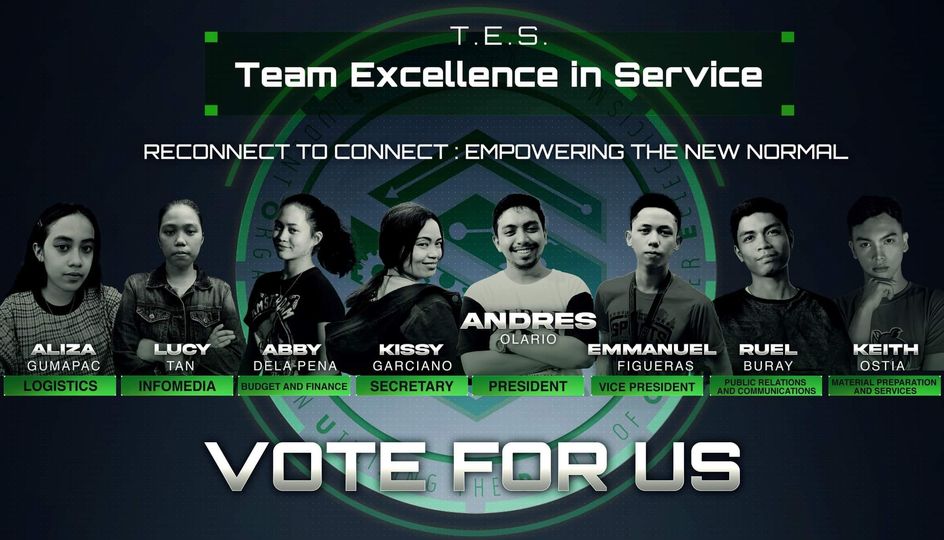 T.E.S.
Team Excellence in Service
RECONNECT TO CONNECT : EMPOWERING THE NEW NORMAL
ALIZA
GUMAPAC
LOGISTICS
LUCY
TAN
INFOMEDIA
ABBY
DELA PENA
BUDGET AND FINANCE
KISSY
GARCIANO
SECRETARY
ANDRES
OLARIO
PRESIDENT
EMMANUEL
FIGUERAS
VICE PRESIDENT
RUEL
BURAY
PUBLIC RELATIONS
AND COMMUNICATIONS
KEITH
OSTIA
MATERIAL PREPARATION
AND SERVICES
VOTE FOR US